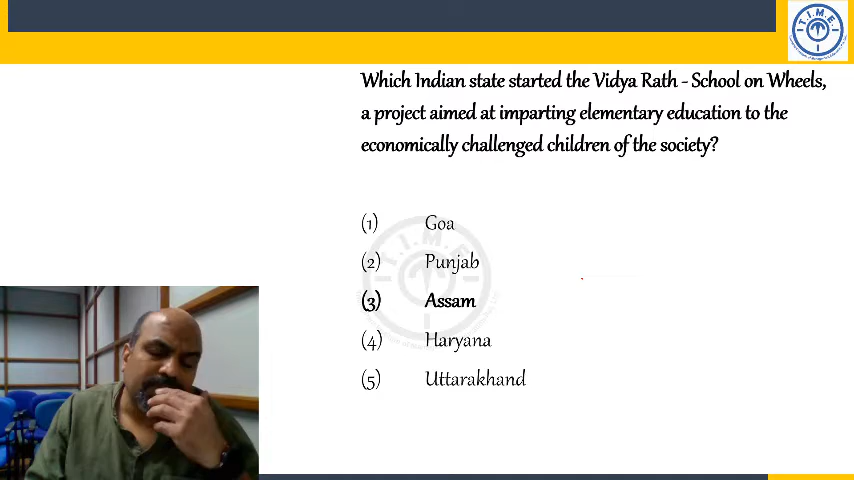 T.I.M.E.
Which Indian state started the Vidya Rath - School on Wheels,
a project aimed at imparting elementary education to the
economically challenged children of the society?
(1) Goa
(2) Punjab
(3) Assam
(4) Haryana
(5) Uttarakhand